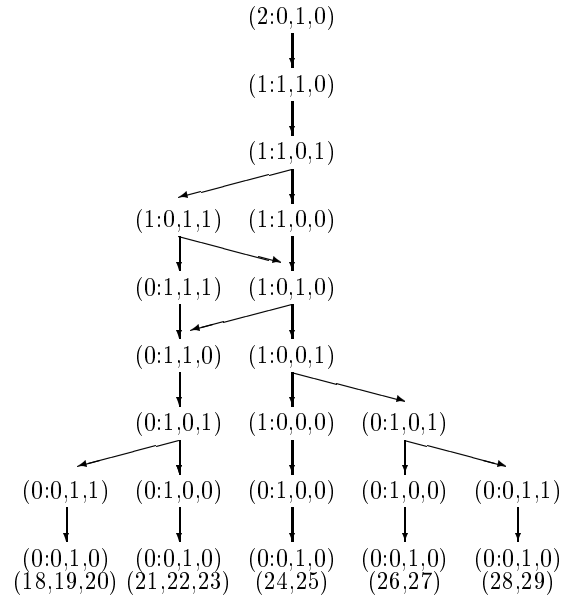 (2:0,1,0)
(1:1,1,0)
(1:1,0,1)
(1:0,1,1) (1:1,0,0)
(0:1,1,1) (1:0,1,0)
(0:1,1,0) (1:0,0,1)
(0:1,0,1) (1:0,0,0) (0:1,0,1)
(0:0,1,1) (0:1,0,0) (0:1,0,0) (0:1,0,0) (0:0,1,1)
(0:0,1,0) (0:0,1,0) (0:0,1,0) (0:0,1,0) (0:0,1,0)
(18,19,20) (21,22,23) (24,25) (26,27) (28,29)